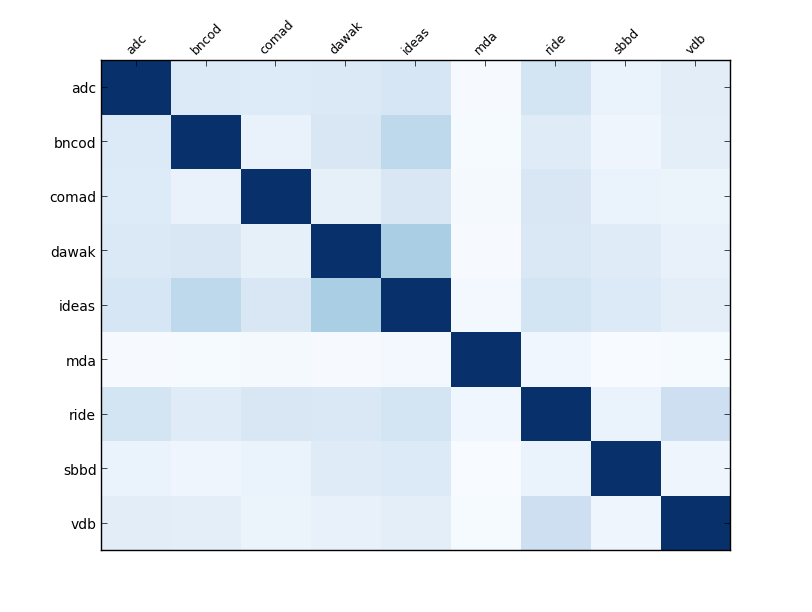 adc bncod comad dawak ideas mda ride sbbd vdb
adc
bncod
comad
dawak
ideas
mda
ride
sbbd
vdb